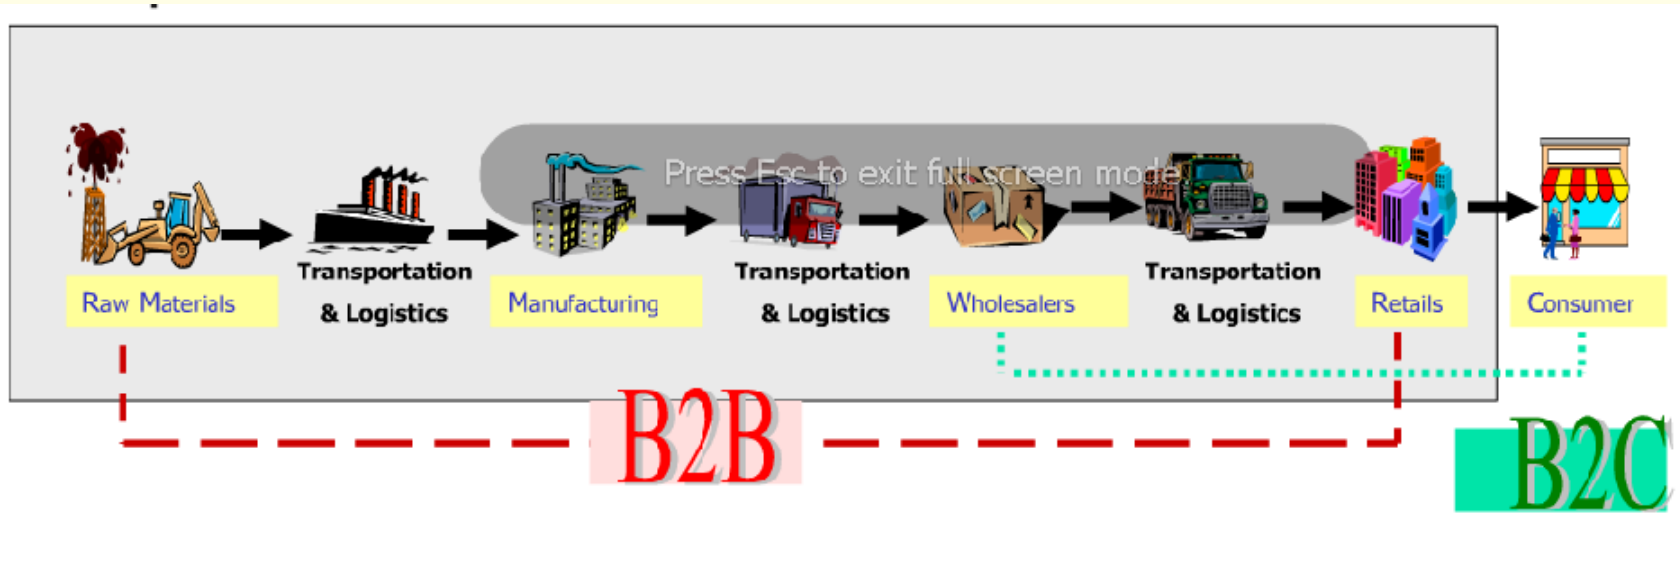 Press Esc to exit full screen mode
Transportation
& Logistics
Transportation
& Logistics
Transportation
& Logistics
Raw Materials
Manufacturing
Wholesalers
Retails
Consumer
B2B
B2C